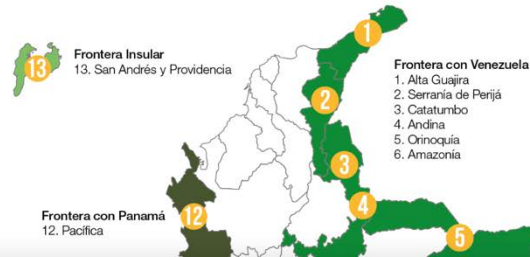 1
Frontera Insular
13. San Andrés y Providencia
13
Frontera con Venezuela
1. Alta Guajira
2. Serranía de Perijá
3. Catatumbo
4. Andina
5. Orinoquía
6. Amazonía
2
3
Frontera con Panamá
12. Pacífica
12
4
5